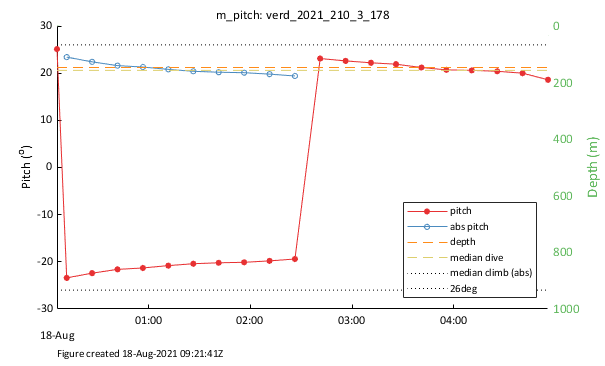 m_pitch: verd_2021_210_3_178
30
20
10
0
-10
-20
-30
Pitch (o)
0
200
400
600
800
1000
Depth (m)
pitch
abs pitch
depth
median dive
median climb (abs)
26deg
01:00
02:00
03:00
04:00
18-Aug
Figure created 18-Aug-2021 09:21:41Z